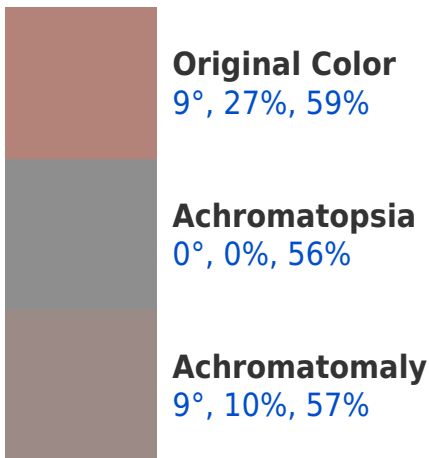 Original Color
9°, 27%, 59%
Achromatopsia
0°, 0%, 56%
Achromatomaly
9°, 10%, 57%